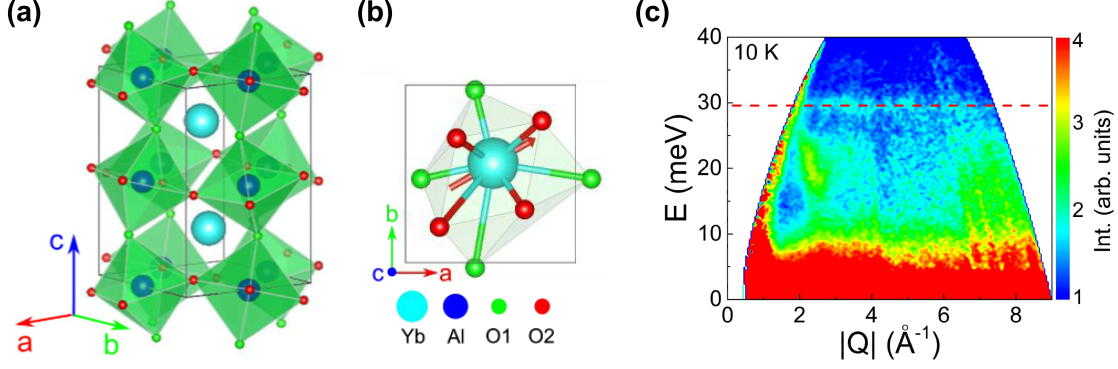 (a)
c
a
b
(b)
b
c
a
Yb Al O1 O2
(c)
10 K
40
30
20
10
0
E (meV)
0 2 4 6 8
|Q| (Å⁻¹)
4
3
2
1
Int. (arb. units)